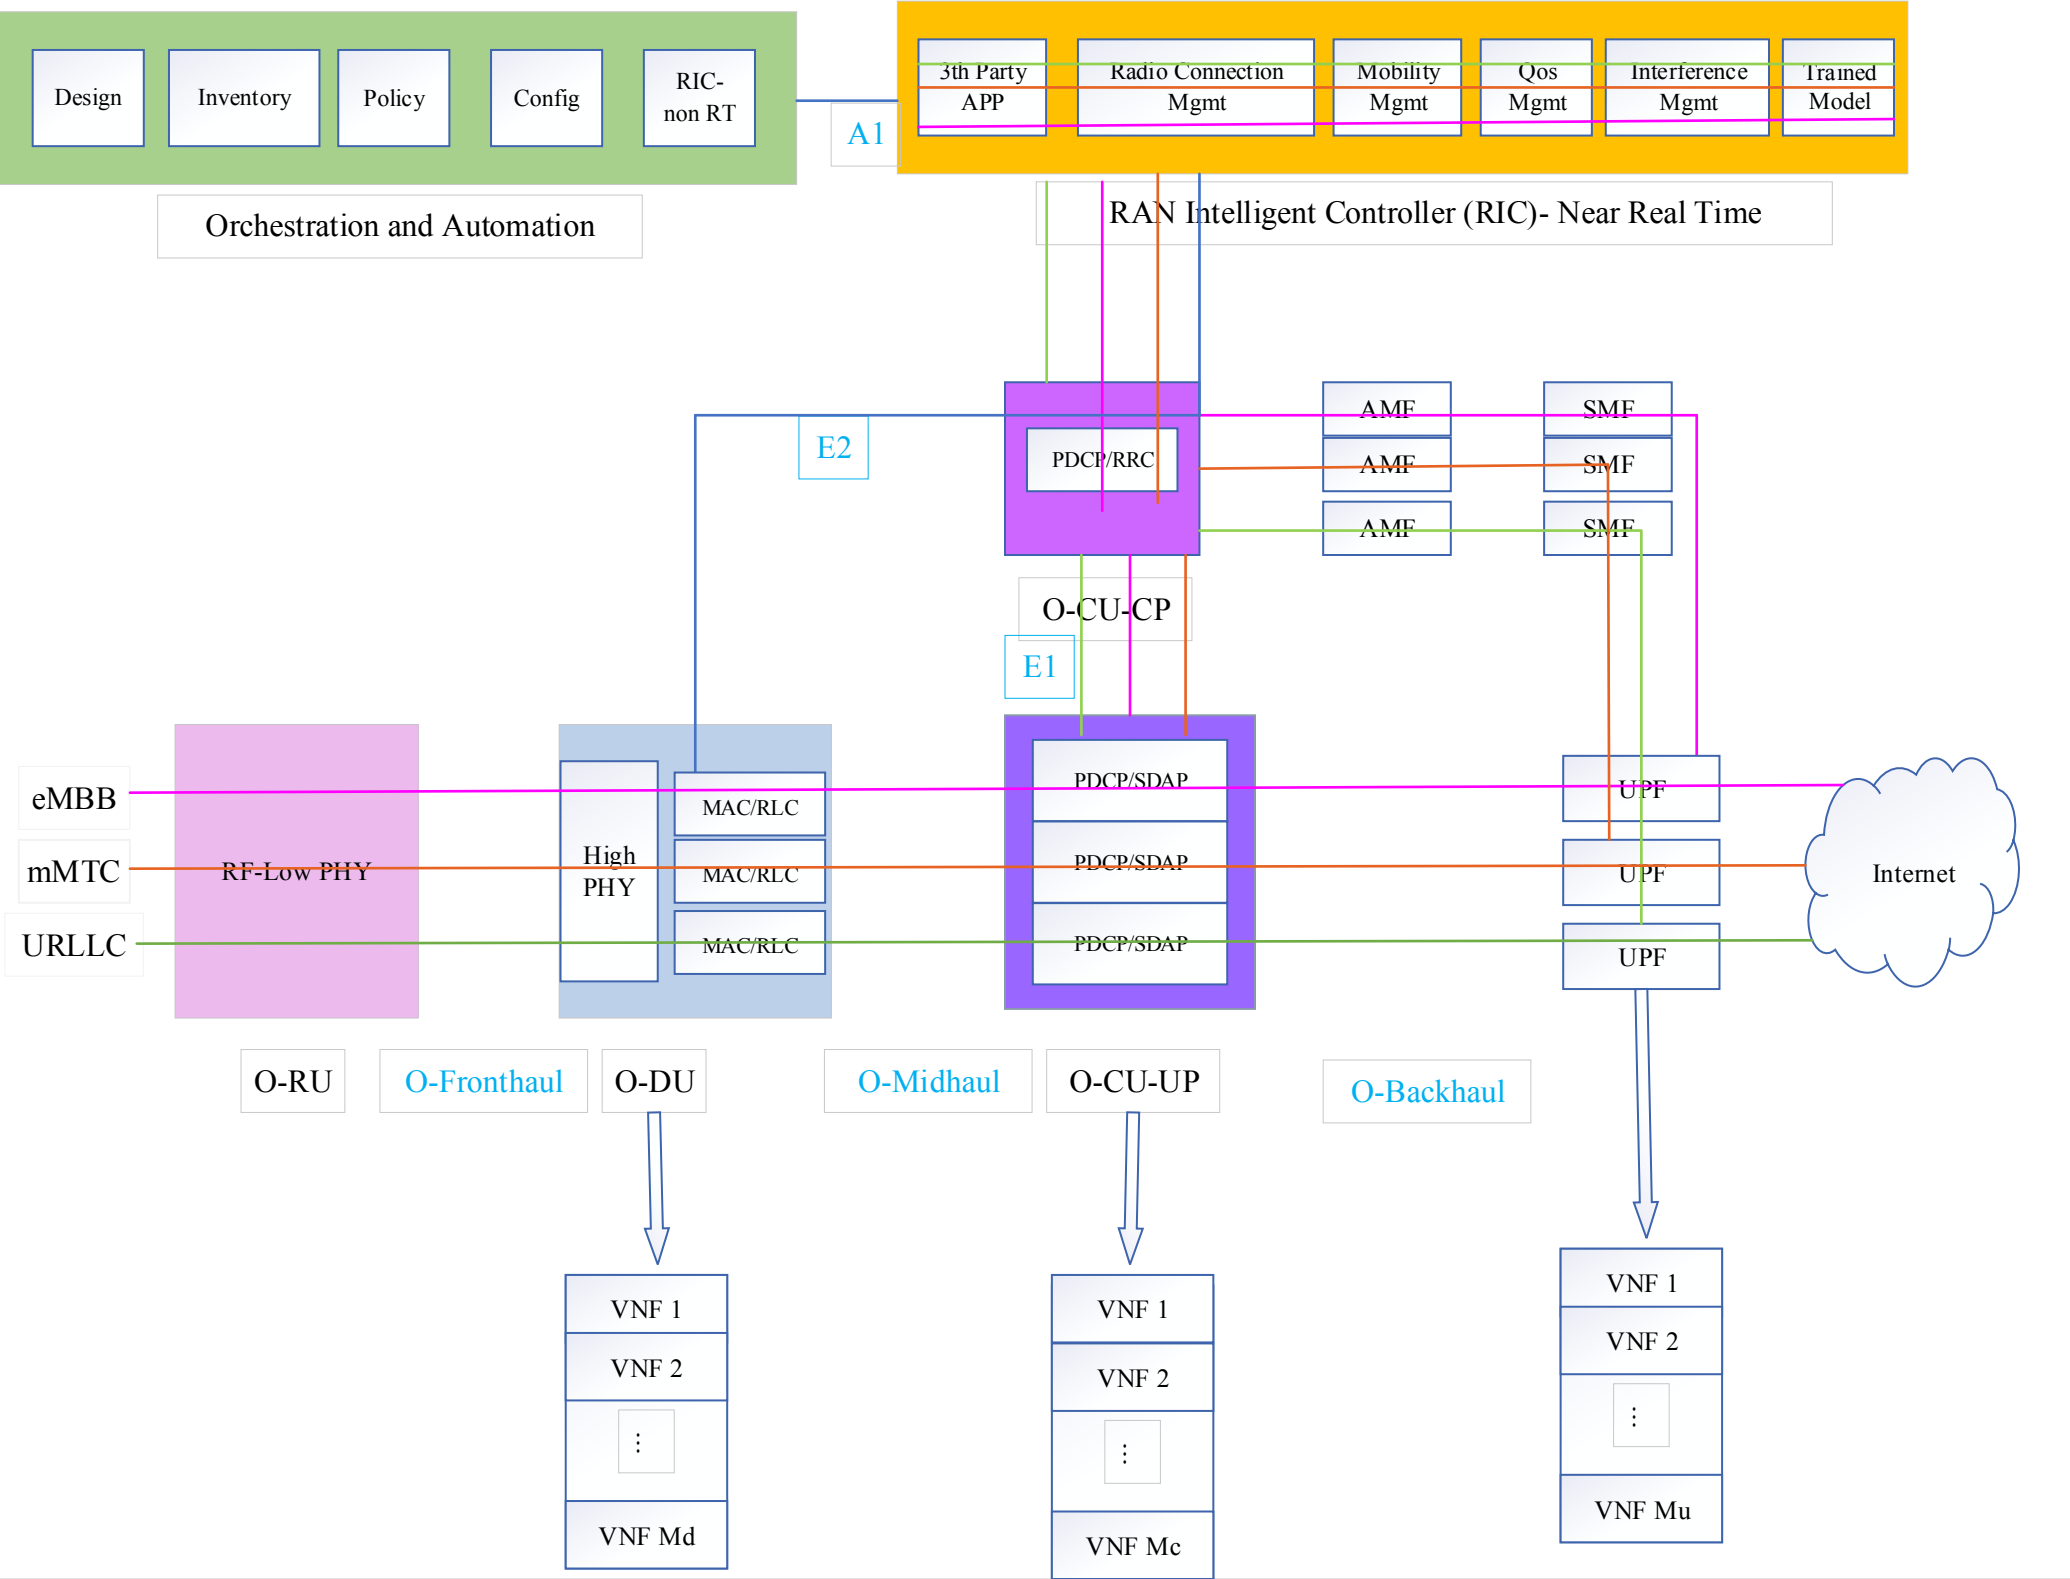 Design
Inventory
Policy
Config
RIC-
non RT
A1
3th Party
APP
Radio Connection
Mgmt
Mobility
Mgmt
Qos
Mgmt
Interference
Mgmt
Trained
Model
Orchestration and Automation
RAN Intelligent Controller (RIC)- Near Real Time
E2
PDCP/RRC
AMF
SMF
AMF
SMF
AMF
SMF
O-CU-CP
E1
eMBB
mMTC
URLLC
RF-Low PHY
High
PHY
MAC/RLC
MAC/RLC
MAC/RLC
PDCP/SDAP
PDCP/SDAP
PDCP/SDAP
UPF
UPF
UPF
Internet
O-RU
O-Fronthaul
O-DU
O-Midhaul
O-CU-UP
O-Backhaul
VNF 1
VNF 2
⋮
VNF Md
VNF 1
VNF 2
⋮
VNF Mc
VNF 1
VNF 2
⋮
VNF Mu